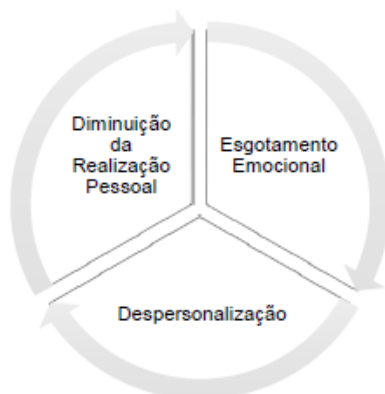 Diminuição
da
Realização
Pessoal
Esgotamento
Emocional
Despersonalização